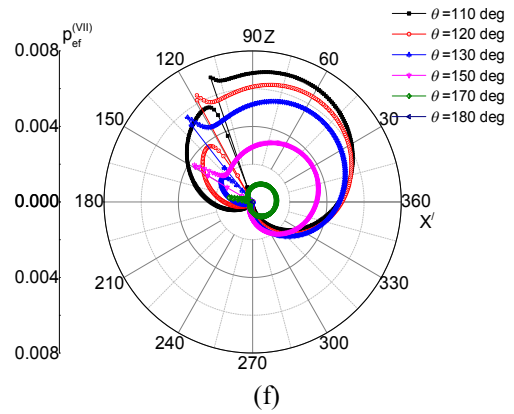 p_ef^(VII)
0.008
0.004
0.000
0.004
0.008
90 Z
120
60
150
30
180
360
X/
210
330
240
300
270
θ =110 deg
θ =120 deg
θ =130 deg
θ =150 deg
θ =170 deg
θ =180 deg
(f)